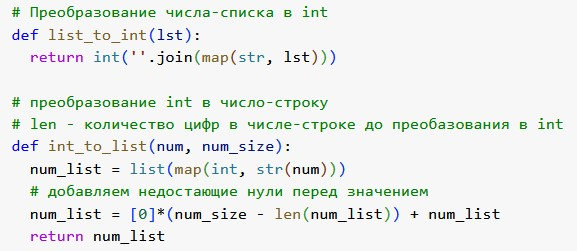 # Преобразование числа-списка в int
def list_to_int(lst):
  return int(''.join(map(str, lst)))

# преобразование int в число-строку
# len - количество цифр в числе-строке до преобазования в int
def int_to_list(num, num_size):
  num_list = list(map(int, str(num)))
  # добавляем недостающие нули перед значением
  num_list = [0]*(num_size - len(num_list)) + num_list
  return num_list